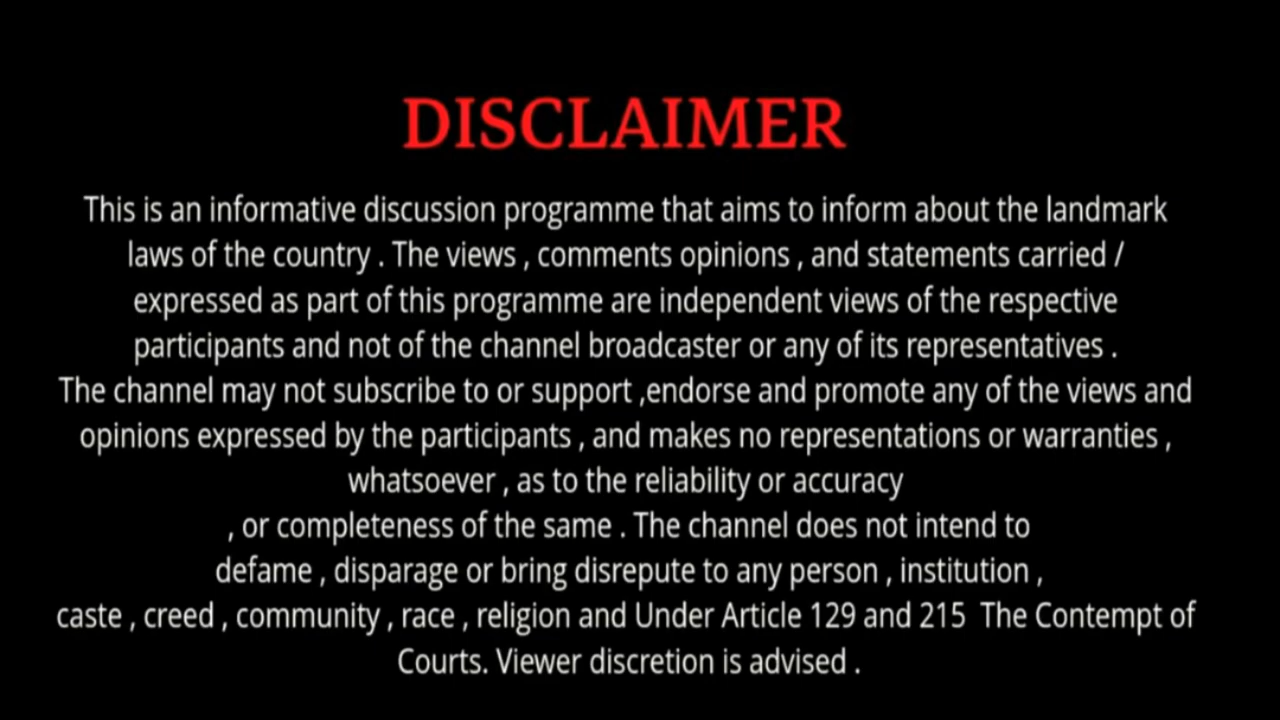 DISCLAIMER
This is an informative discussion programme that aims to inform about the landmark
laws of the country . The views , comments opinions , and statements carried /
expressed as part of this programme are independent views of the respective
participants and not of the channel broadcaster or any of its representatives .
The channel may not subscribe to or support ,endorse and promote any of the views and
opinions expressed by the participants , and makes no representations or warranties ,
whatsoever , as to the reliability or accuracy
, or completeness of the same . The channel does not intend to
defame , disparage or bring disrepute to any person , institution ,
caste , creed , community , race , religion and Under Article 129 and 215  The Contempt of
Courts. Viewer discretion is advised .